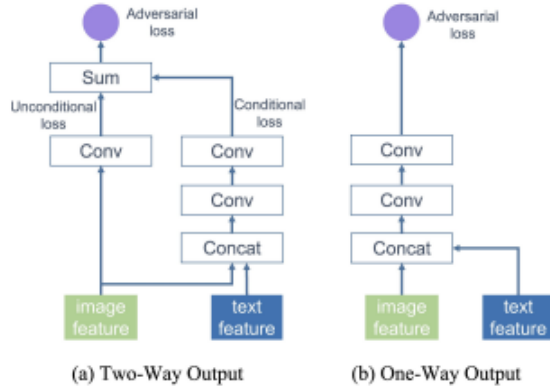 Adversarial
loss
Sum
Unconditional
loss
Conditional
loss
Conv
Conv
Conv
Concat
image
feature
text
feature
(a) Two-Way Output
Adversarial
loss
Conv
Conv
Concat
image
feature
text
feature
(b) One-Way Output